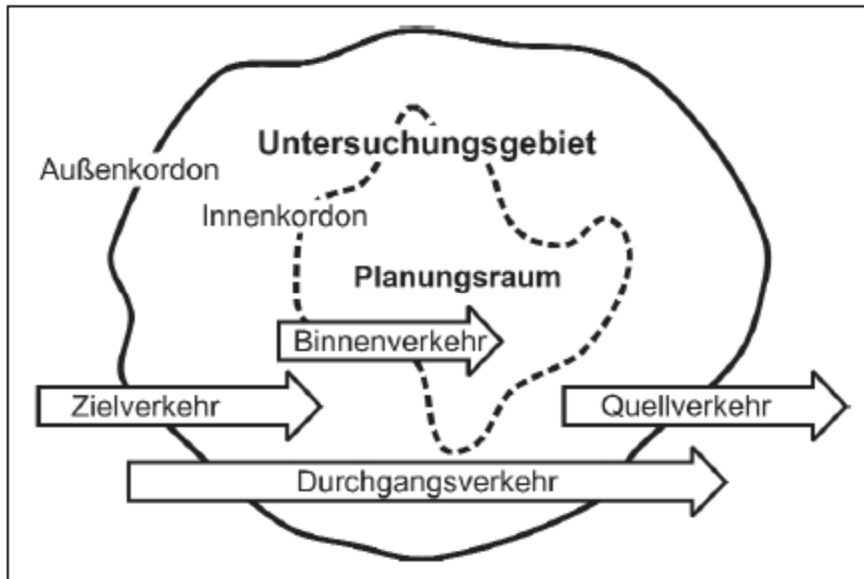 Untersuchungsgebiet
Außenkordon
Innenkordon
Planungsraum
Binnenverkehr
Zielverkehr
Quellverkehr
Durchgangsverkehr